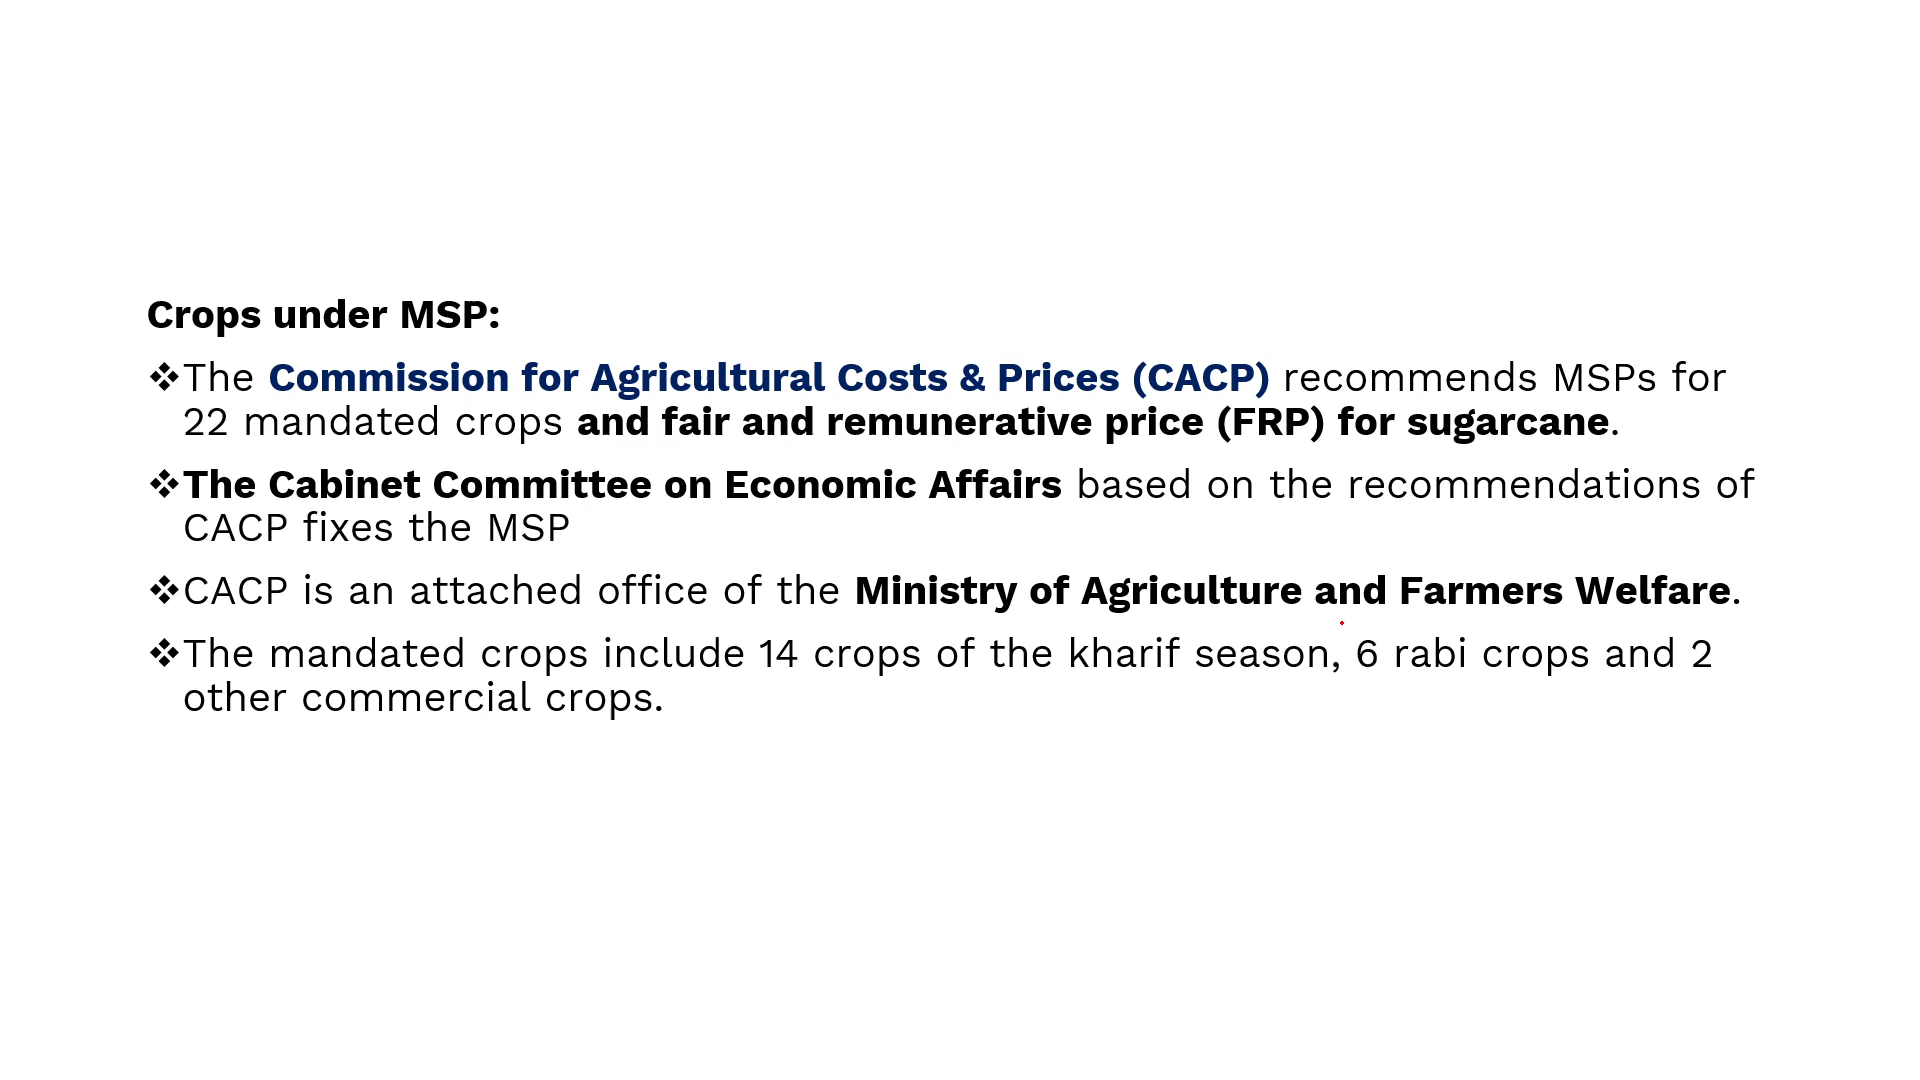 Crops under MSP:
❖The Commission for Agricultural Costs & Prices (CACP) recommends MSPs for
22 mandated crops and fair and remunerative price (FRP) for sugarcane.
❖The Cabinet Committee on Economic Affairs based on the recommendations of
CACP fixes the MSP
❖CACP is an attached office of the Ministry of Agriculture and Farmers Welfare.
❖The mandated crops include 14 crops of the kharif season, 6 rabi crops and 2
other commercial crops.